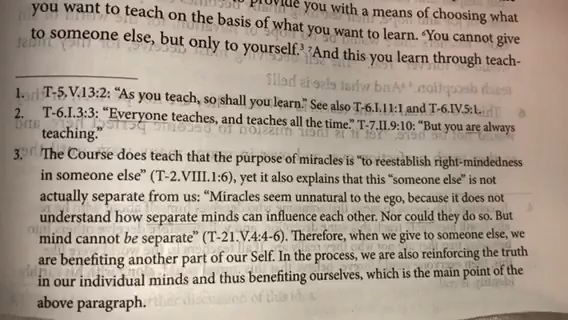 provide you with a means of choosing what
you want to teach on the basis of what you want to learn. ⁶You cannot give
to someone else, but only to yourself.³ ⁷And this you learn through teach-
1. T-5.V.13:2: “As you teach, so shall you learn.” See also T-6.I.11:1 and T-6.IV.5:1.
2. T-6.I.3:3: “Everyone teaches, and teaches all the time.” T-7.II.9:10: “But you are always
teaching.”
3. The Course does teach that the purpose of miracles is “to reestablish right-mindedness
in someone else” (T-2.VIII.1:6), yet it also explains that this “someone else” is not
actually separate from us: “Miracles seem unnatural to the ego, because it does not
understand how separate minds can influence each other. Nor could they do so. But
mind cannot be separate” (T-21.V.4:4-6). Therefore, when we give to someone else, we
are benefiting another part of our Self. In the process, we are also reinforcing the truth
in our individual minds and thus benefiting ourselves, which is the main point of the
above paragraph.